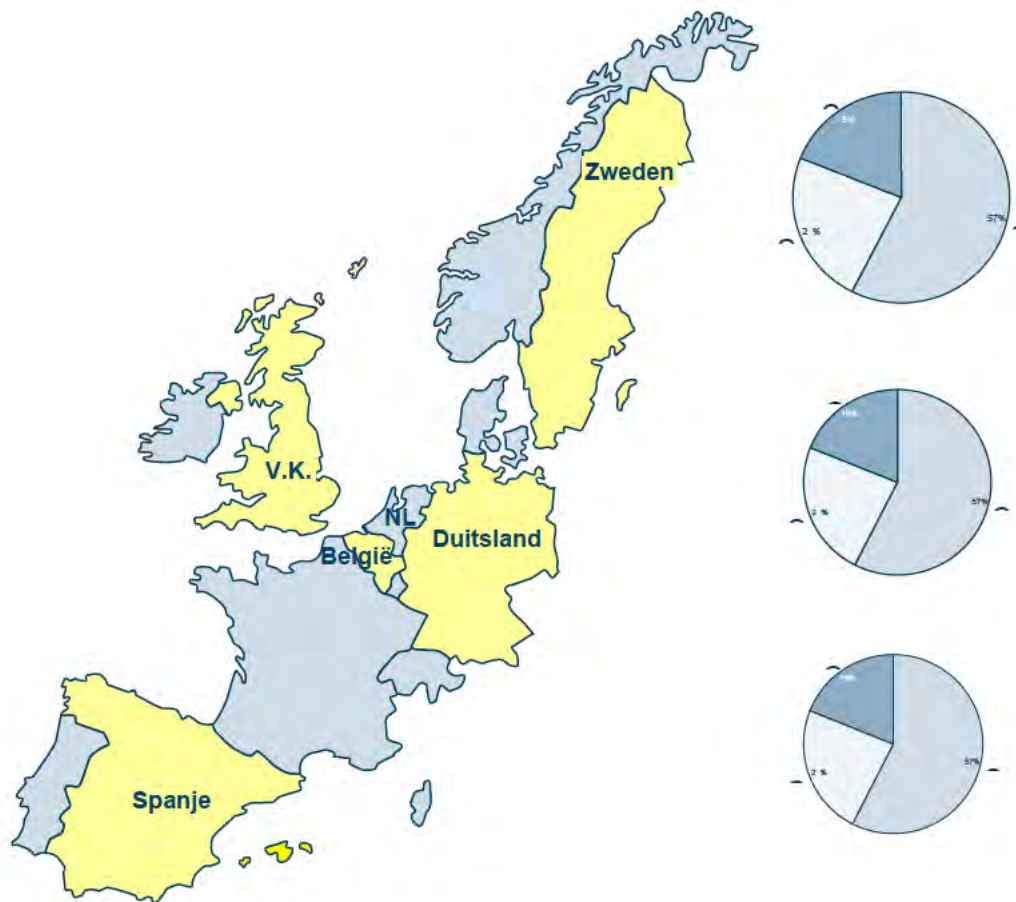 Zweden
V.K.
NL
België
Duitsland
Spanje
57%
2 %
57%
2 %
57%
2 %